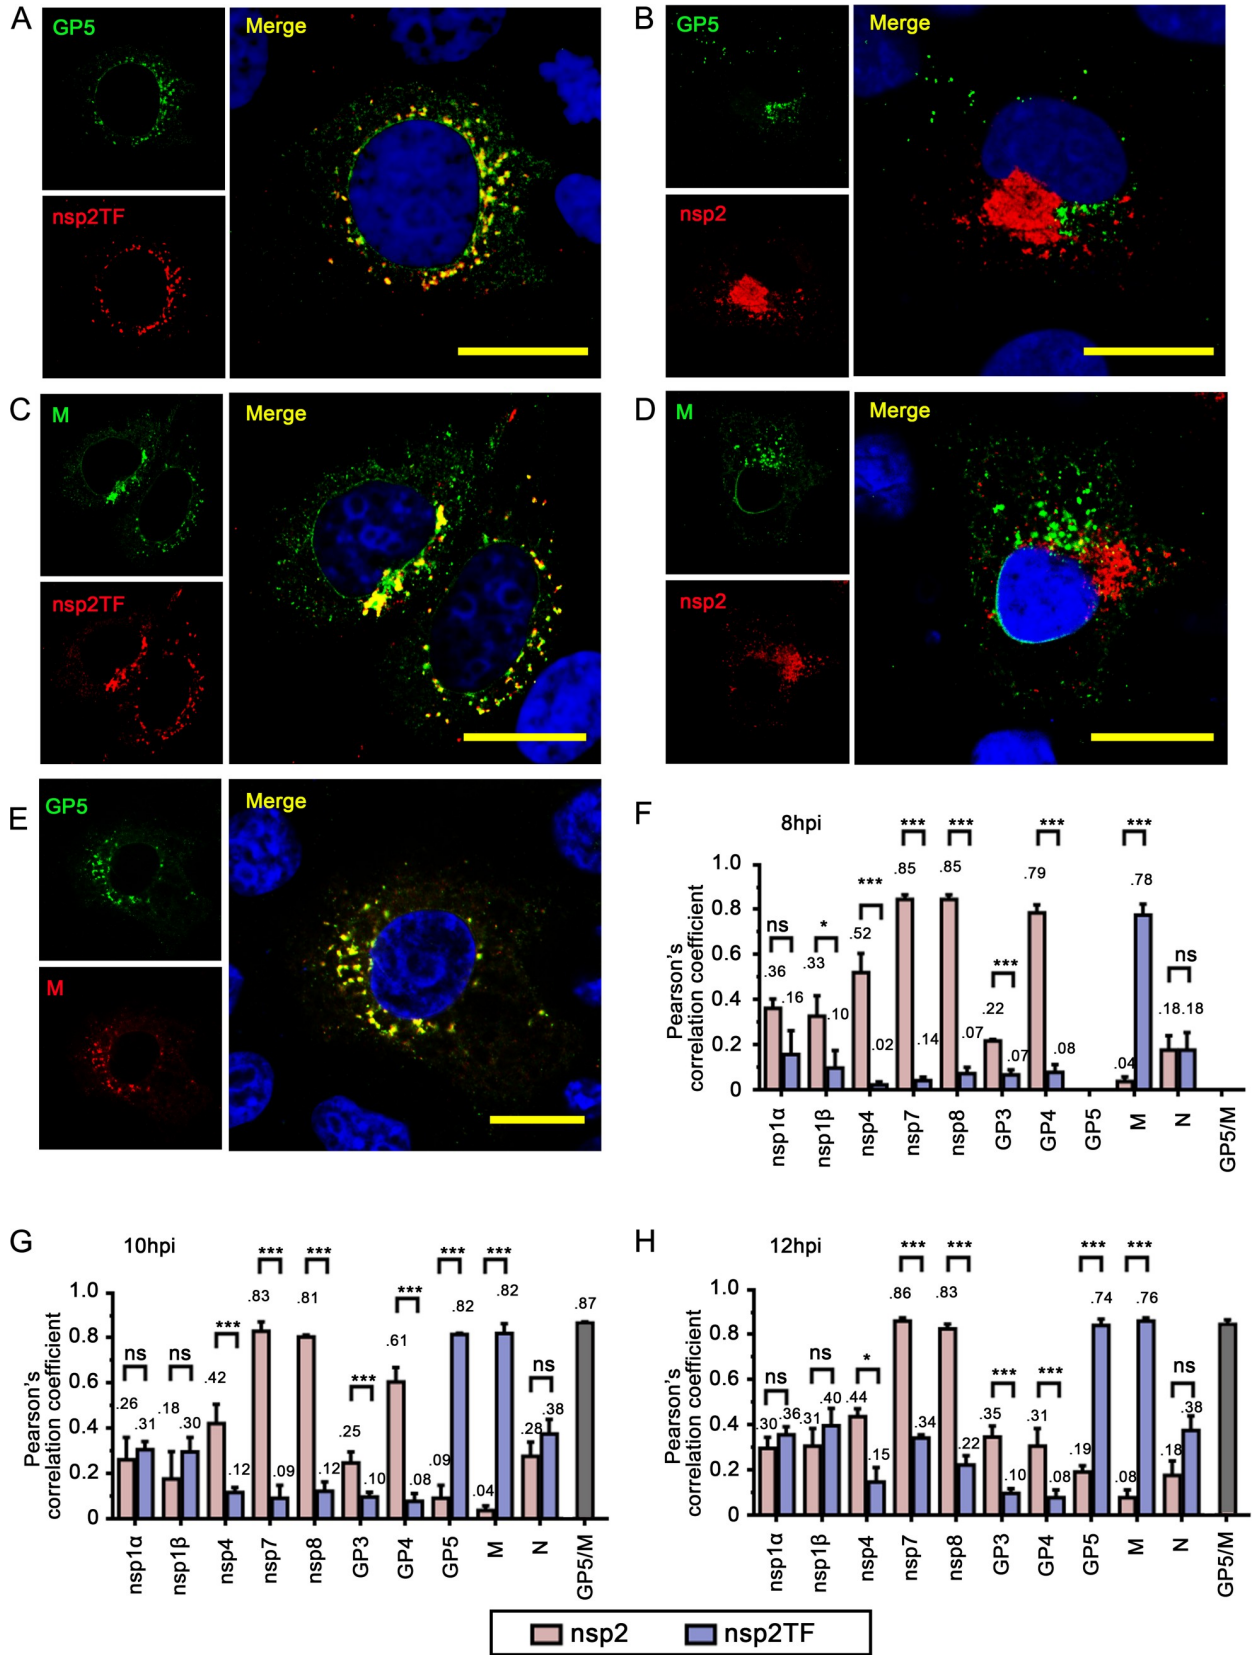 A
GP5
Merge
nsp2TF
B
GP5
Merge
nsp2
C
M
Merge
nsp2TF
D
M
Merge
nsp2
E
GP5
Merge
M
F
8hpi
Pearson's
correlation coefficient
1.0
0.8
0.6
0.4
0.2
0
ns
*
***
***
***
***
***
***
ns
.36
.16
.33
.10
.52
.02
.85
.14
.85
.07
.22
.07
.79
.08
.04
.78
.18
.18
nsp1α
nsp1β
nsp4
nsp7
nsp8
GP3
GP4
GP5
M
N
GP5/M
G
10hpi
Pearson's
correlation coefficient
1.0
0.8
0.6
0.4
0.2
0
ns
ns
***
***
***
***
***
***
***
ns
.26
.31
.18
.30
.42
.12
.83
.09
.81
.12
.25
.10
.61
.08
.09
.82
.04
.82
.28
.38
.87
nsp1α
nsp1β
nsp4
nsp7
nsp8
GP3
GP4
GP5
M
N
GP5/M
H
12hpi
Pearson's
correlation coefficient
1.0
0.8
0.6
0.4
0.2
0
ns
ns
*
***
***
***
***
***
***
ns
.30
.36
.31
.40
.44
.15
.86
.34
.83
.22
.35
.10
.31
.08
.19
.74
.08
.76
.18
.38
nsp1α
nsp1β
nsp4
nsp7
nsp8
GP3
GP4
GP5
M
N
GP5/M
nsp2
nsp2TF